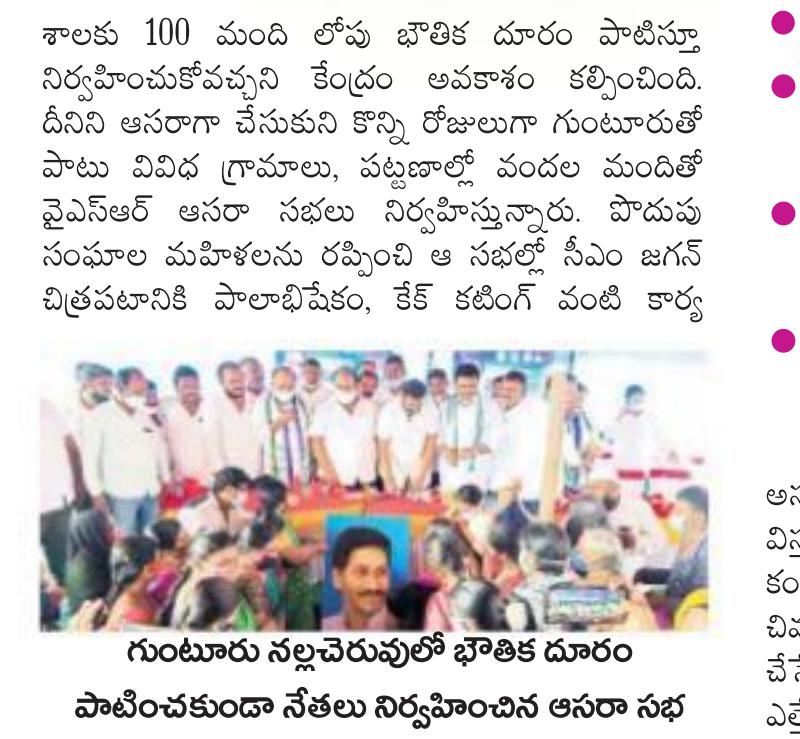 శాలకు 100 మంది లోపు భౌతిక దూరం పాటిస్తూ
నిర్వహించుకోవచ్చని కేంద్రం అవకాశం కల్పించింది.
దీనిని ఆసరాగా చేసుకుని కొన్ని రోజులుగా గుంటూరుతో
పాటు వివిధ గ్రామాలు, పట్టణాల్లో వందల మందితో
వైఎస్ఆర్ ఆసరా సభలు నిర్వహిస్తున్నారు. పొదుపు
సంఘాల మహిళలను రప్పించి ఆ సభల్లో సీఎం జగన్
చిత్రపటానికి పాలాభిషేకం, కేక్ కటింగ్ వంటి కార్య
గుంటూరు నల్లచెరువులో భౌతిక దూరం
పాటించకుండా నేతలు నిర్వహించిన ఆసరా సభ